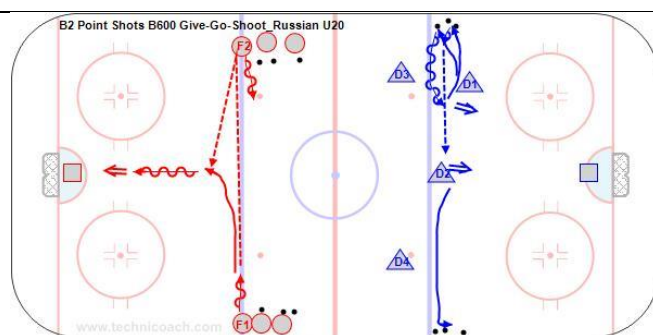 B2 Point Shots B600 Give-Go-Shoot_Russian U20
F2
D3
D1
D2
D4
F1
www.technicoach.com